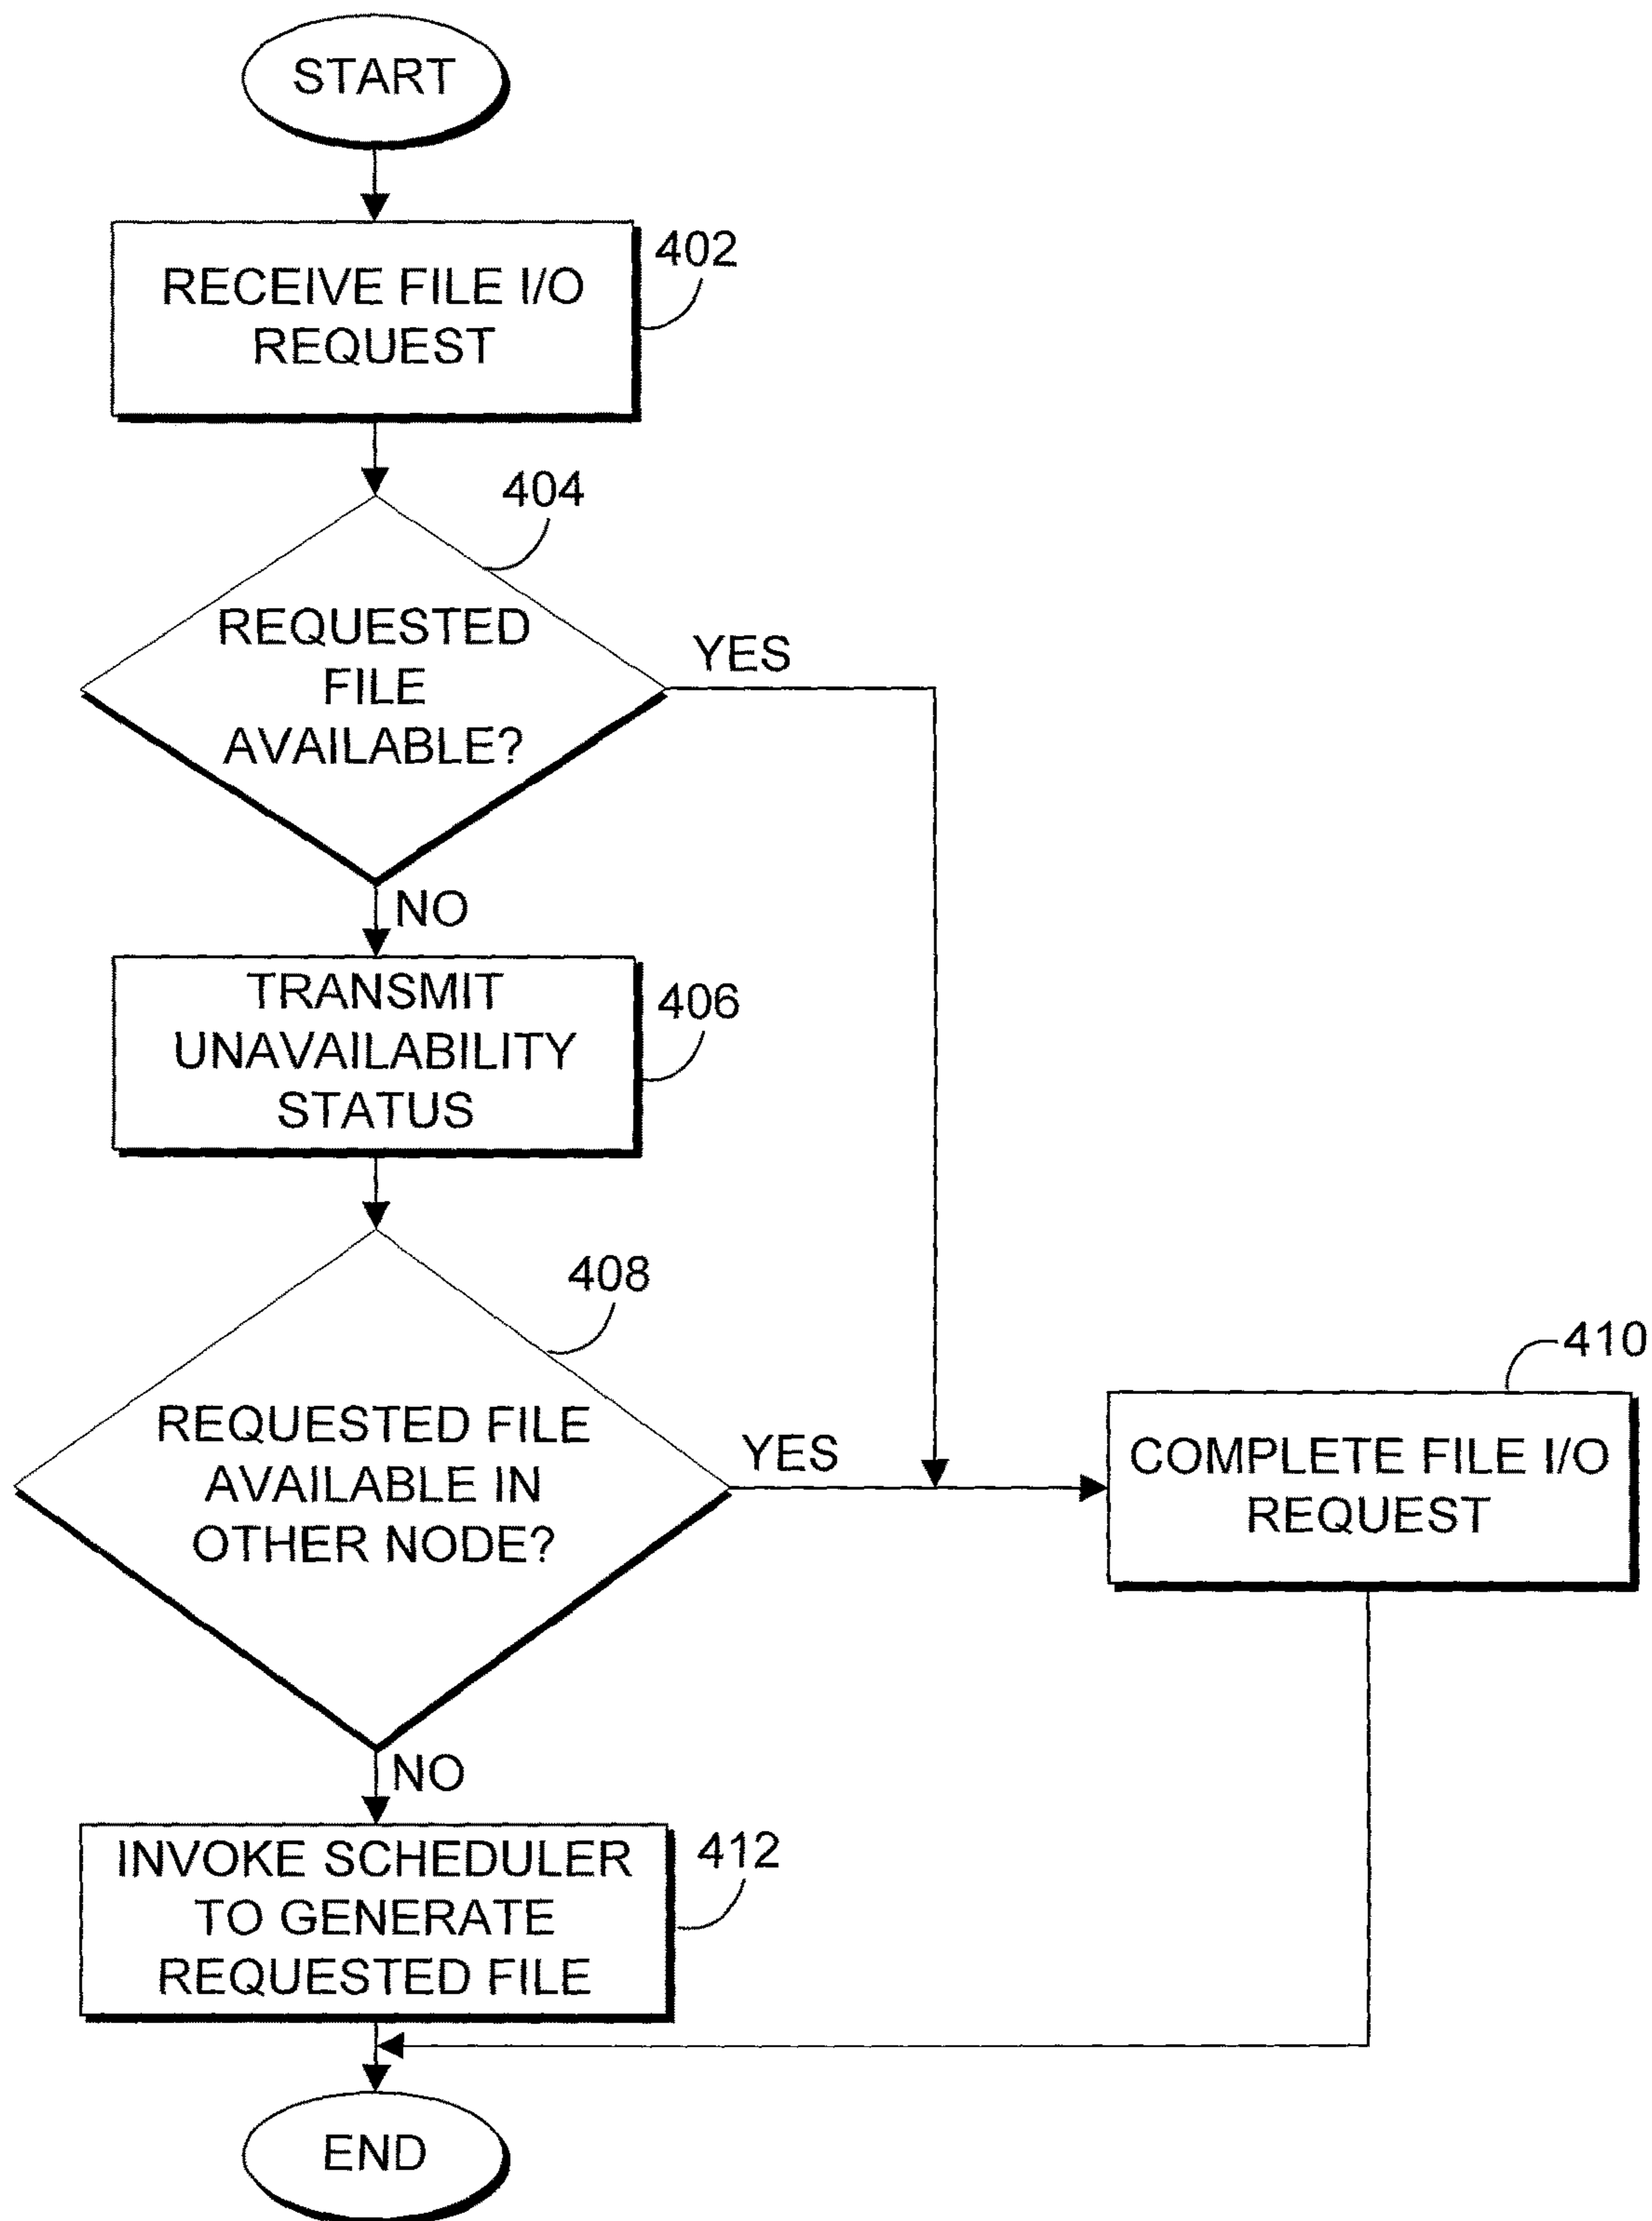 START
RECEIVE FILE I/O
REQUEST
402
404
REQUESTED
FILE
AVAILABLE?
YES
NO
TRANSMIT
UNAVAILABILITY
STATUS
406
408
REQUESTED FILE
AVAILABLE IN
OTHER NODE?
YES
410
COMPLETE FILE I/O
REQUEST
NO
INVOKE SCHEDULER
TO GENERATE
REQUESTED FILE
412
END